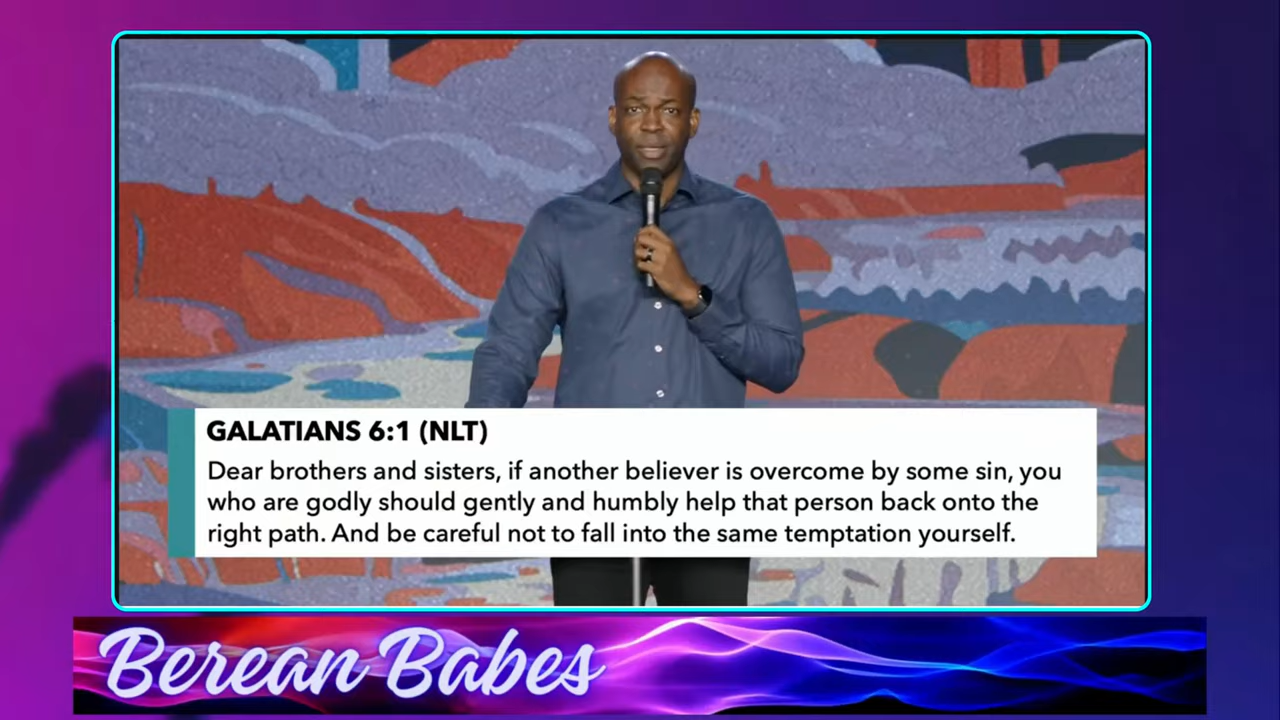 GALATIANS 6:1 (NLT)
Dear brothers and sisters, if another believer is overcome by some sin, you
who are godly should gently and humbly help that person back onto the
right path. And be careful not to fall into the same temptation yourself.
Berean Babes